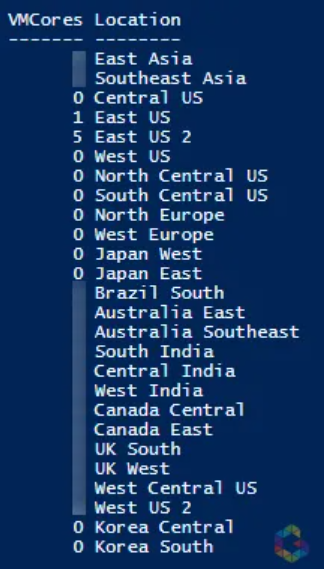 VMCores Location
------- --------
East Asia
Southeast Asia
0 Central US
1 East US
5 East US 2
0 West US
0 North Central US
0 South Central US
0 North Europe
0 West Europe
0 Japan West
0 Japan East
Brazil South
Australia East
Australia Southeast
South India
Central India
West India
Canada Central
Canada East
UK South
UK West
West Central US
West US 2
0 Korea Central
0 Korea South